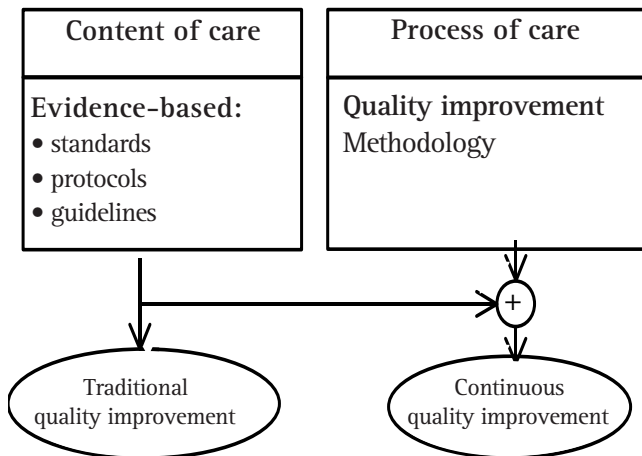 Content of care
Evidence-based:
• standards
• protocols
• guidelines
Process of care
Quality improvement
Methodology
+
Traditional
quality improvement
Continuous
quality improvement